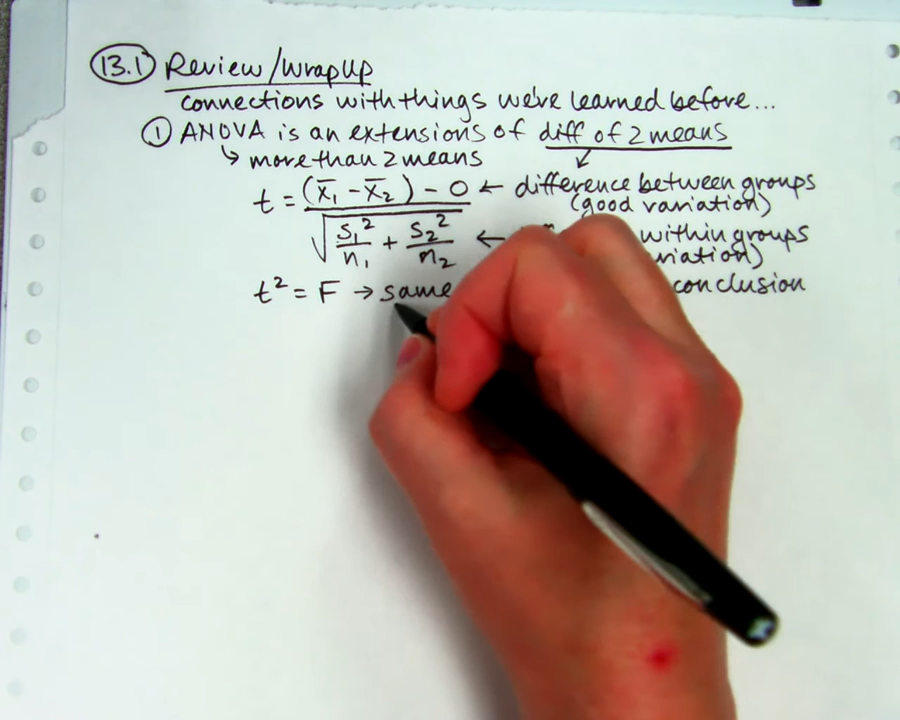 13.1 Review/Wrapup
connections with things we've learned before...
① ANOVA is an extensions of diff of 2 means
↳ more than 2 means
t = (x̄₁ - x̄₂) - 0 ← difference between groups
(good variation)
√ s₁²/n₁ + s₂²/n₂ ← within groups
t² = F → same conclusion